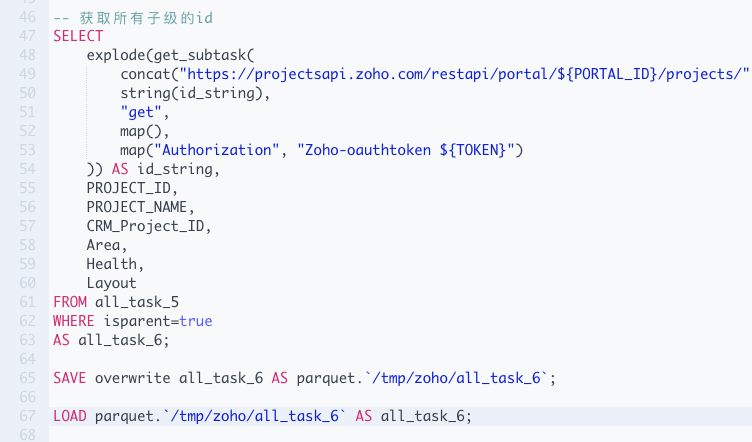 46 -- 获取所有子级的id
47 SELECT
48 explode(get_subtask(
49 concat("https://projectsapi.zoho.com/restapi/portal/${PORTAL_ID}/projects/"
50 string(id_string),
51 "get",
52 map(),
53 map("Authorization", "Zoho-oauthtoken ${TOKEN}")
54 )) AS id_string,
55 PROJECT_ID,
56 PROJECT_NAME,
57 CRM_Project_ID,
58 Area,
59 Health,
60 Layout
61 FROM all_task_5
62 WHERE isparent=true
63 AS all_task_6;
64
65 SAVE overwrite all_task_6 AS parquet.`/tmp/zoho/all_task_6`;
66
67 LOAD parquet.`/tmp/zoho/all_task_6` AS all_task_6;
68